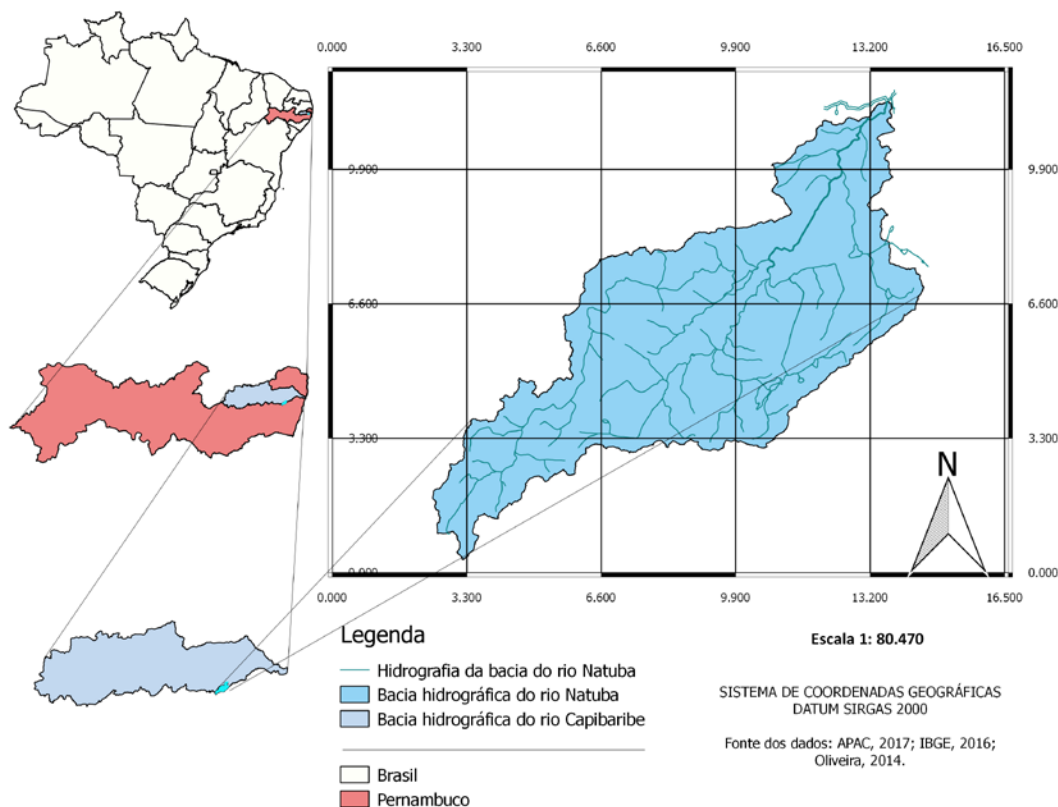 0.000 3.300 6.600 9.900 13.200 16.500
9.900 9.900
6.600 6.600
3.300 3.300
N
0.000 0.000
0.000 3.300 6.600 9.900 13.200 16.500
Legenda
Hidrografia da bacia do rio Natuba
Bacia hidrográfica do rio Natuba
Bacia hidrográfica do rio Capibaribe
Brasil
Pernambuco
Escala 1: 80.470
SISTEMA DE COORDENADAS GEOGRÁFICAS
DATUM SIRGAS 2000
Fonte dos dados: APAC, 2017; IBGE, 2016;
Oliveira, 2014.